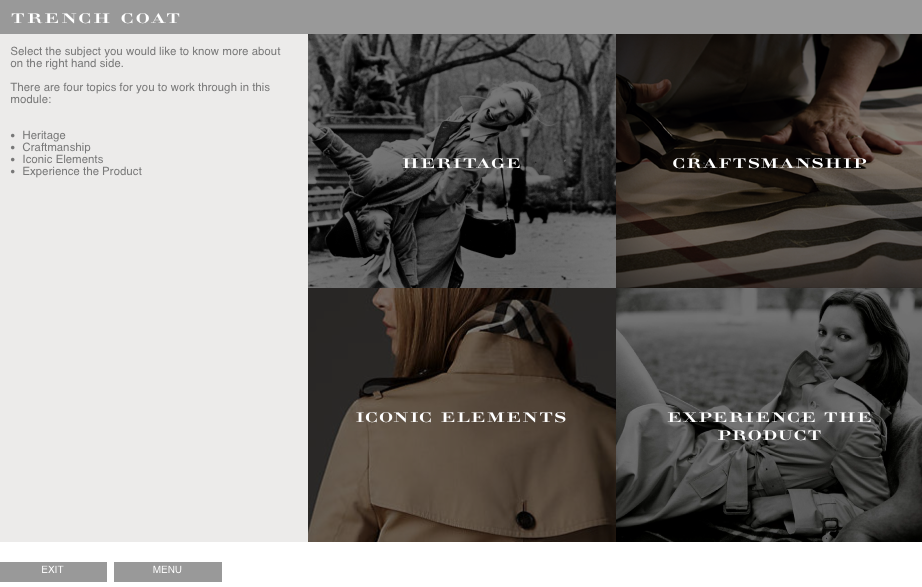 TRENCH COAT
Select the subject you would like to know more about
on the right hand side.
There are four topics for you to work through in this
module:
• Heritage
• Craftmanship
• Iconic Elements
• Experience the Product
HERITAGE
CRAFTSMANSHIP
ICONIC ELEMENTS
EXPERIENCE THE
PRODUCT
EXIT
MENU